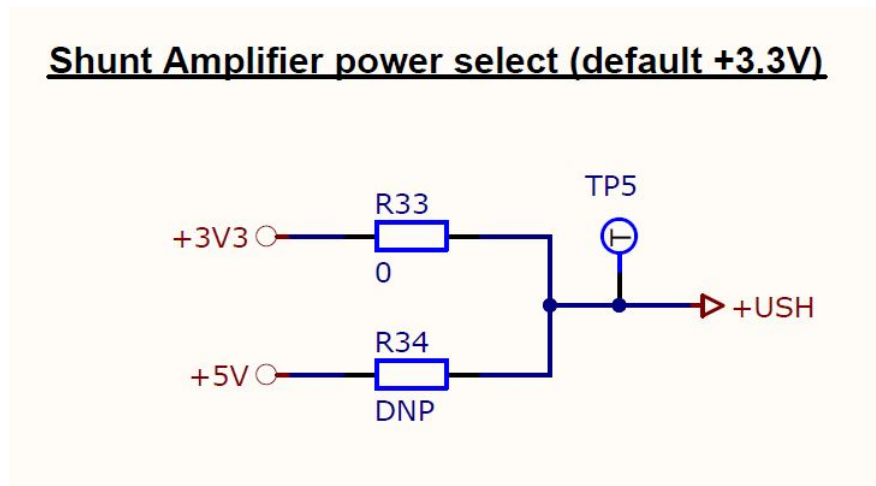 Shunt Amplifier power select (default +3.3V)
TP5
R33
+3V3
0
+USH
R34
+5V
DNP